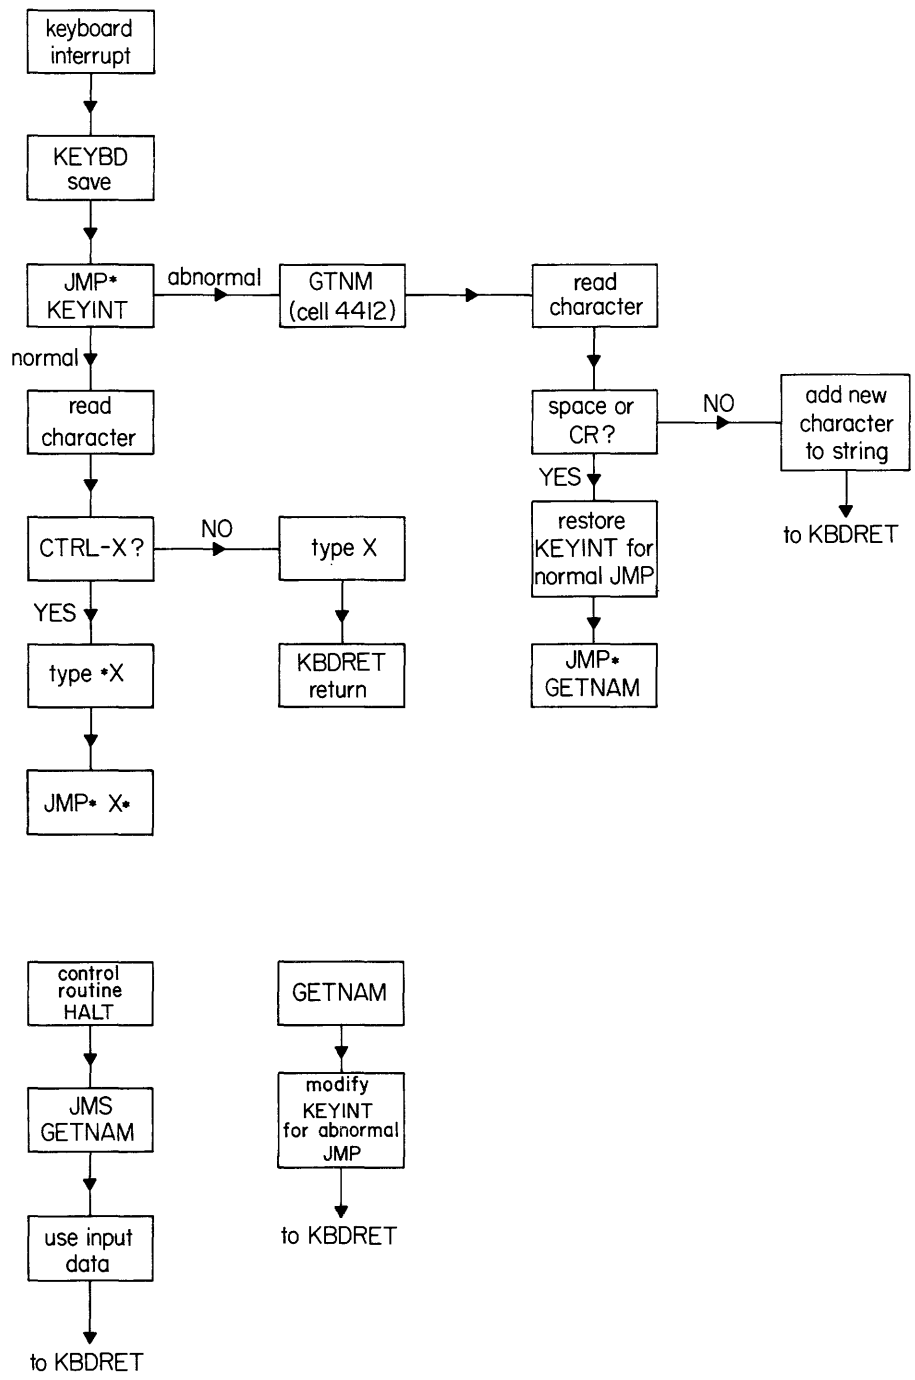 keyboard
interrupt
KEYBD
save
JMP*
KEYINT
abnormal
GTNM
(cell 4412)
read
character
normal
read
character
space or
CR?
NO
add new
character
to string
to KBDRET
YES
restore
KEYINT for
normal JMP
JMP*
GETNAM
CTRL-X?
NO
type X
KBDRET
return
YES
type *X
JMP* X*
control
routine
HALT
JMS
GETNAM
use input
data
to KBDRET
GETNAM
modify
KEYINT
for abnormal
JMP
to KBDRET